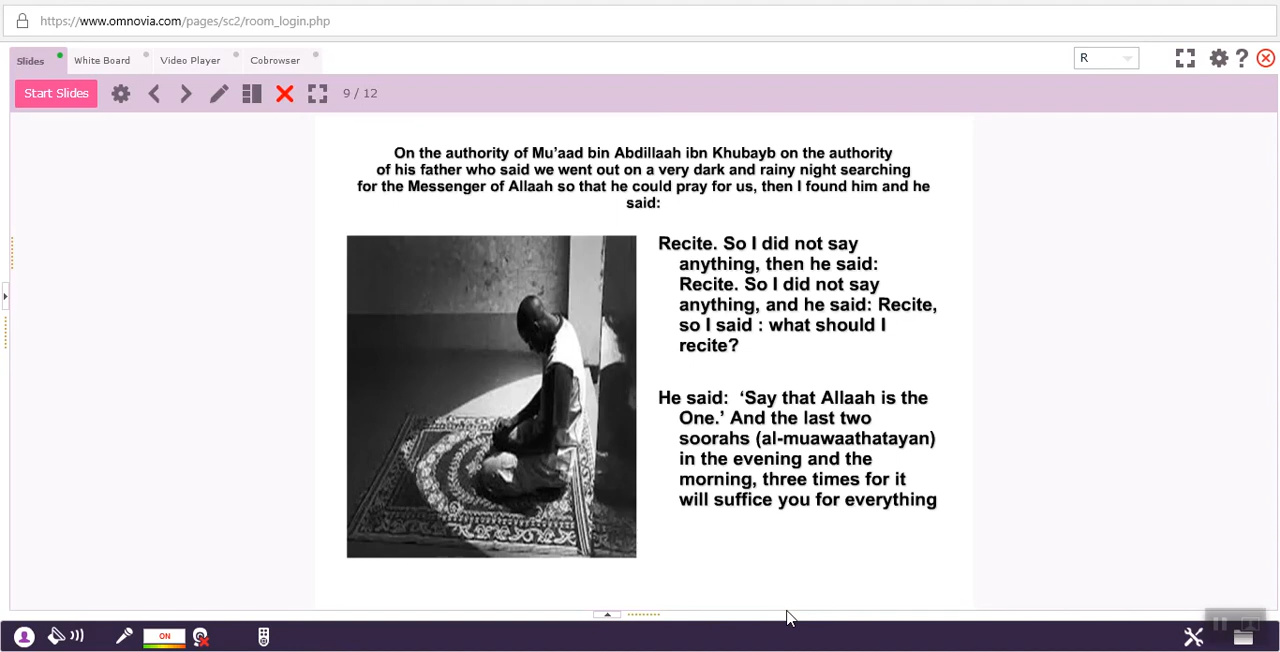 https://www.omnovia.com/pages/sc2/room_login.php
Slides
White Board
Video Player
Cobrowser
R
Start Slides
9 / 12
On the authority of Mu’aad bin Abdillaah ibn Khubayb on the authority
of his father who said we went out on a very dark and rainy night searching
for the Messenger of Allaah so that he could pray for us, then I found him and he
said:
Recite. So I did not say
anything, then he said:
Recite. So I did not say
anything, and he said: Recite,
so I said : what should I
recite?
He said:  ‘Say that Allaah is the
One.’ And the last two
soorahs (al-muawaathatayan)
in the evening and the
morning, three times for it
will suffice you for everything
ON